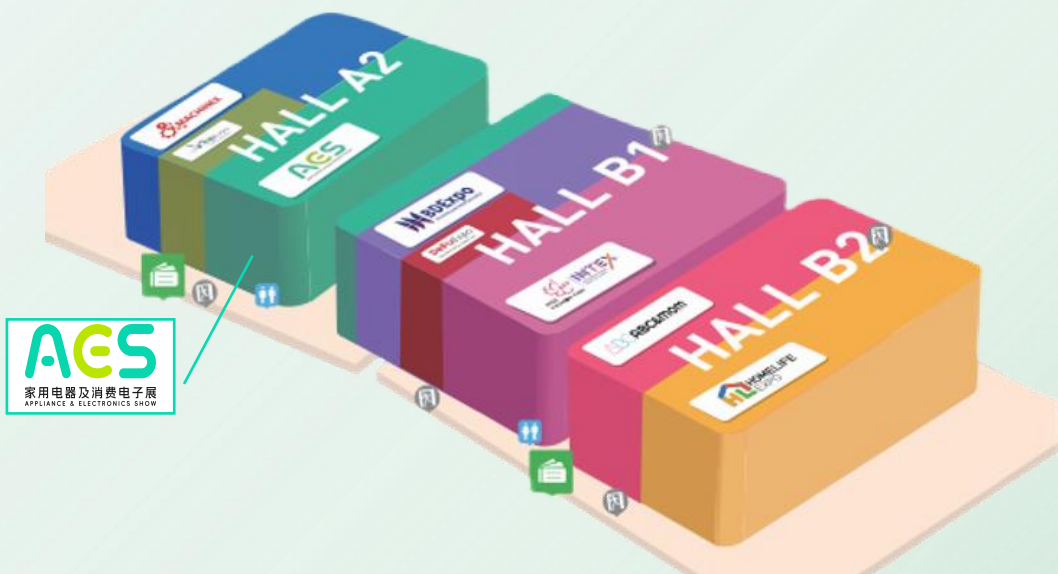 HALL A2
MACHINEX
AES
HALL B1
BDExpo
HALL B2
INTEX
ABC&MOM
HOMELIFE
EXPO
AES
家用电器及消费电子展
APPLIANCE & ELECTRONICS SHOW